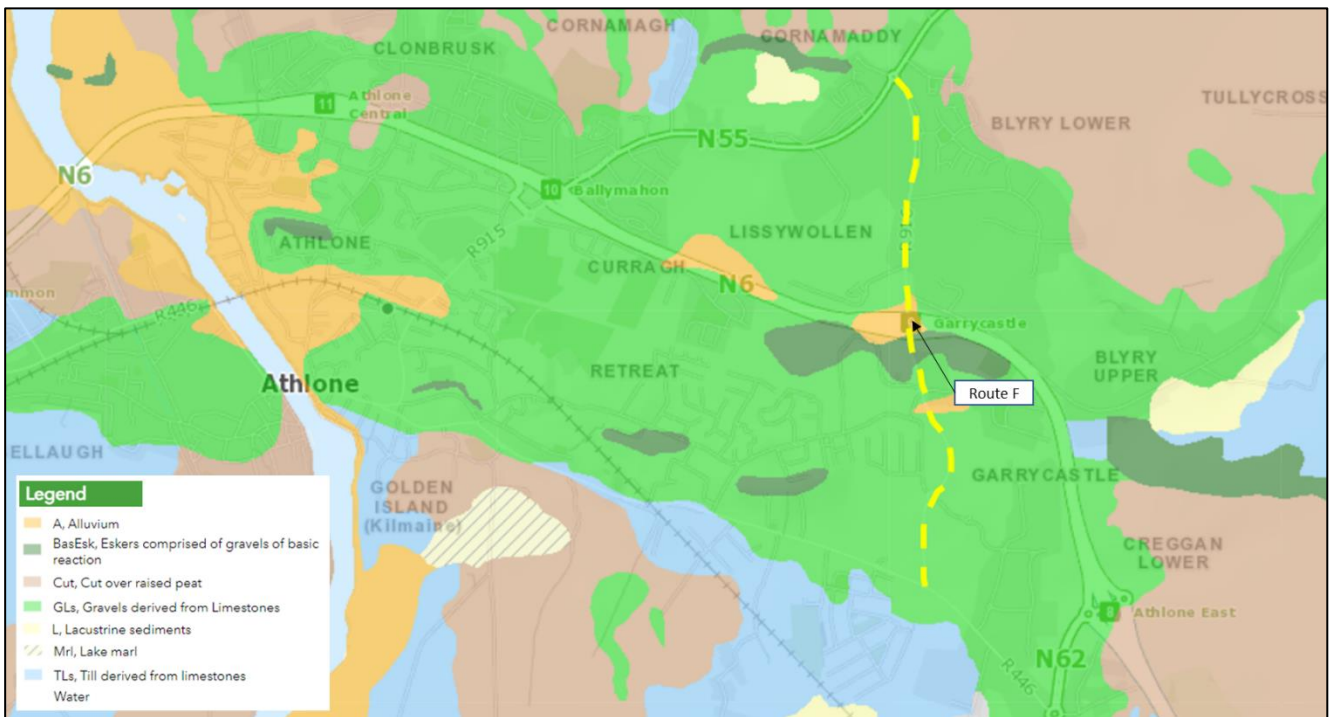 CORNAMAGH
CORNAMADDY
CLONBRUSK
TULLYCROSS
11 Athlone
Central
BLYRY LOWER
N55
N6
10 Ballymahon
ATHLONE
R915
LISSYWOLLEN
CURRAGH
N6
R916
mmon
R446
Garrycastle
RETREAT
BLYRY
UPPER
Athlone
Route F
ELLAUGH
GOLDEN
ISLAND
(Kilmaine)
GARRYCASTLE
CREGGAN
LOWER
8 Athlone East
N62
R446
Legend
A, Alluvium
BasEsk, Eskers comprised of gravels of basic
reaction
Cut, Cut over raised peat
GLs, Gravels derived from Limestones
L, Lacustrine sediments
Mrl, Lake marl
TLs, Till derived from limestones
Water